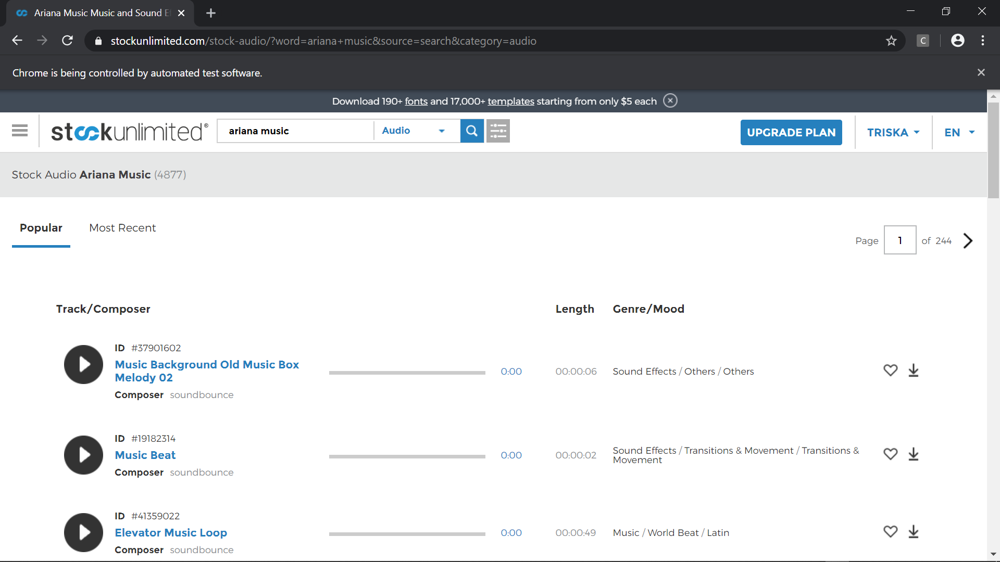 Ariana Music Music and Sound E
stockunlimited.com/stock-audio/?word=ariana+music&source=search&category=audio
C
Chrome is being controlled by automated test software.
Download 190+ fonts and 17,000+ templates starting from only $5 each
stockunlimited®
ariana music
Audio
UPGRADE PLAN
TRISKA
EN
Stock Audio Ariana Music (4877)
Popular
Most Recent
Page 1 of 244
Track/Composer
Length
Genre/Mood
ID #37901602
Music Background Old Music Box
Melody 02
Composer soundbounce
0:00
00:00:06
Sound Effects / Others / Others
ID #19182314
Music Beat
Composer soundbounce
0:00
00:00:02
Sound Effects / Transitions & Movement / Transitions &
Movement
ID #41359022
Elevator Music Loop
Composer soundbounce
0:00
00:00:49
Music / World Beat / Latin